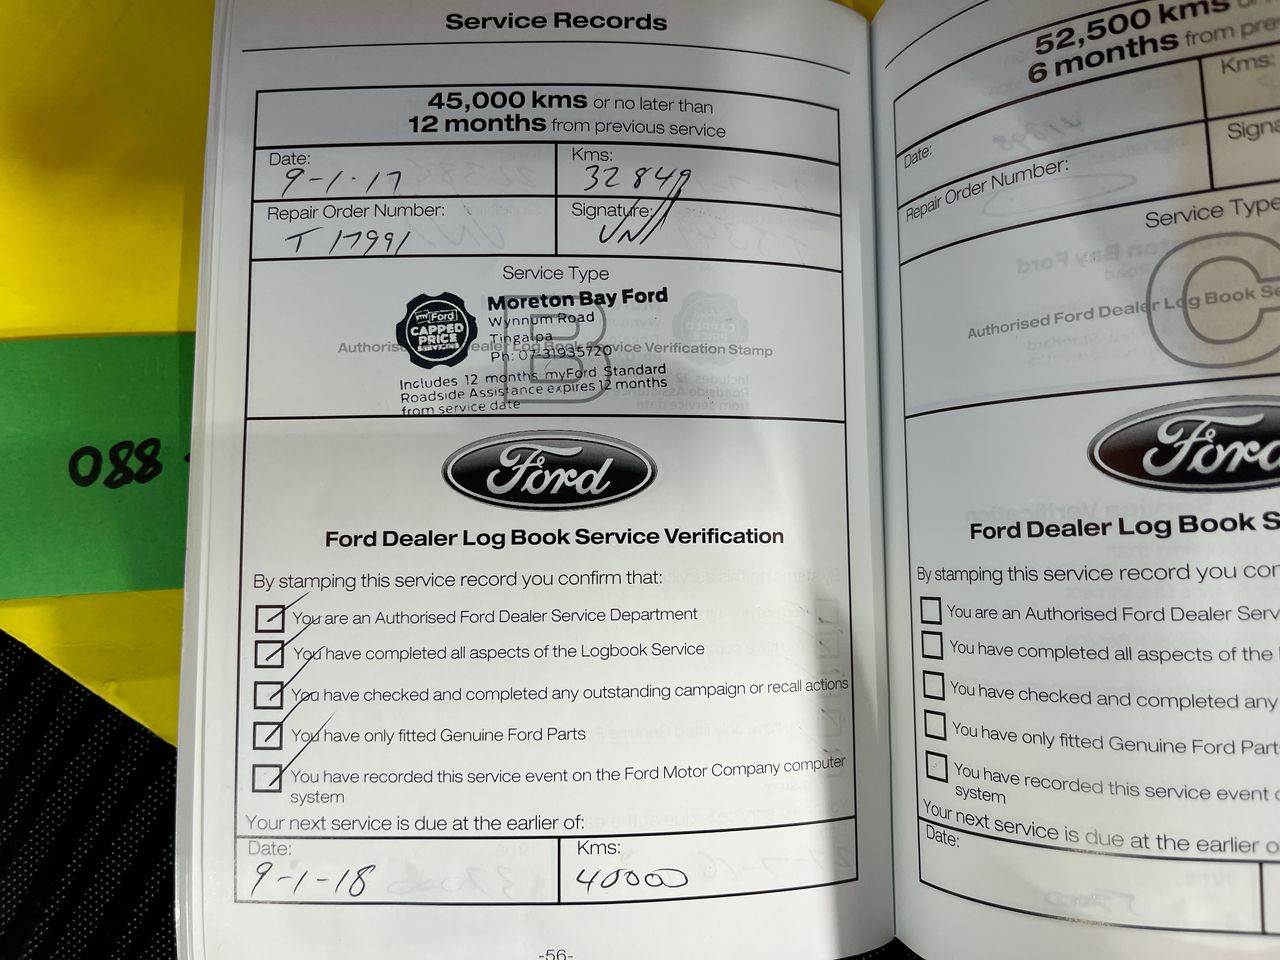 Service Records
45,000 kms or no later than
12 months from previous service
Date:
9-1-17
Kms:
32849
Repair Order Number:
T 17991
Signature:
Service Type
B
my Ford
CAPPED
PRICE
SERVICING
Moreton Bay Ford
Wynnum Road
Tingalpa
Ph: 07-31935720
Authorised Dealer Log Book Service Verification Stamp
Includes 12 months myFord Standard
Roadside Assistance expires 12 months
from service date
Ford
Ford Dealer Log Book Service Verification
By stamping this service record you confirm that:
You are an Authorised Ford Dealer Service Department
You have completed all aspects of the Logbook Service
You have checked and completed any outstanding campaign or recall actions
You have only fitted Genuine Ford Parts
You have recorded this service event on the Ford Motor Company computer
system
Your next service is due at the earlier of:
Date:
9-1-18
Kms:
40000
-56-
088
52,500 kms
6 months from pre
Date:
Kms:
Repair Order Number:
Signa
Service Type
C
Authorised Ford Dealer Log Book Se
Ford
Ford Dealer Log Book S
By stamping this service record you con
You are an Authorised Ford Dealer Serv
You have completed all aspects of the
You have checked and completed any
You have only fitted Genuine Ford Part
You have recorded this service event
system
Your next service is due at the earlier o
Date: